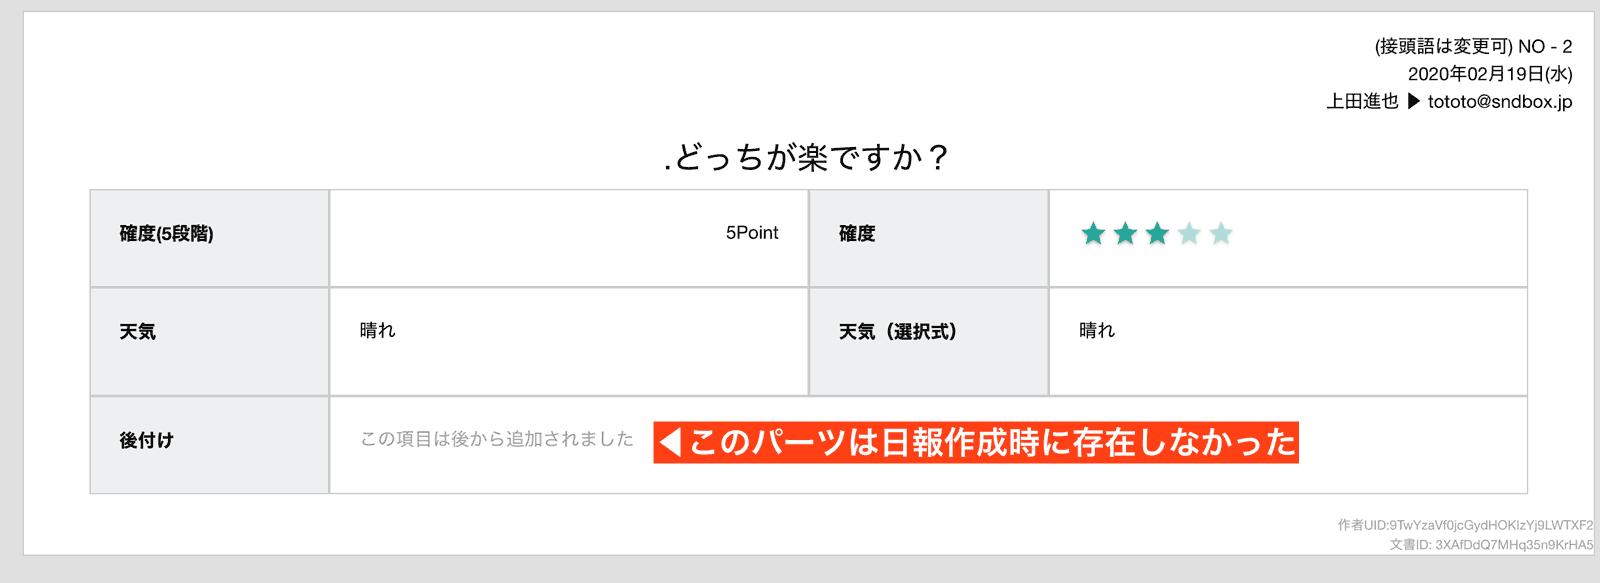 (接頭語は変更可) NO - 2
2020年02月19日(水)
上田進也 ▶ tototo@sndbox.jp
.どっちが楽ですか？
確度(5段階) 5Point 確度 ★★★★★
天気 晴れ 天気（選択式） 晴れ
後付け この項目は後から追加されました ◀このパーツは日報作成時に存在しなかった
作者UID:9TwYzaVf0jcGydHOKlzYj9LWTXF2
文書ID: 3XAfDdQ7MHq35n9KrHA5